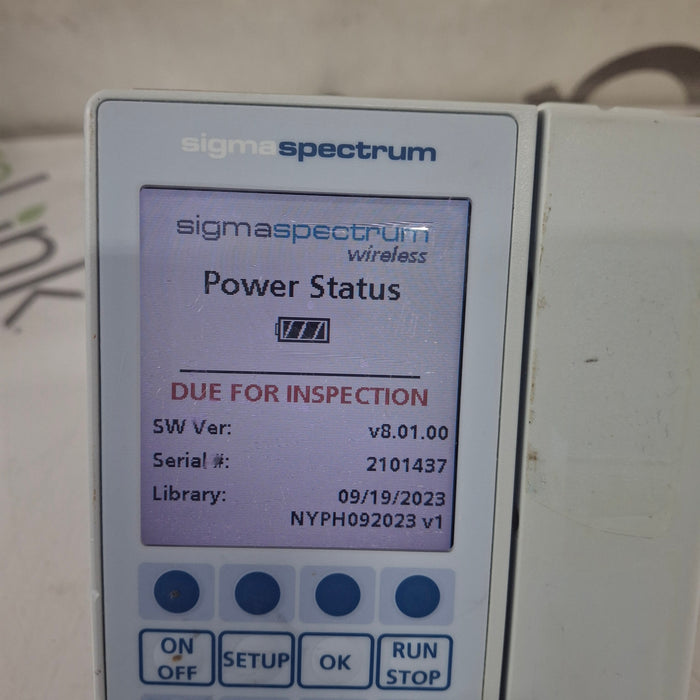 sigmaspectrum
sigmaspectrum
wireless
Power Status
DUE FOR INSPECTION
SW Ver: v8.01.00
Serial #: 2101437
Library: 09/19/2023
NYPH092023 v1
ON
OFF
SETUP
OK
RUN
STOP